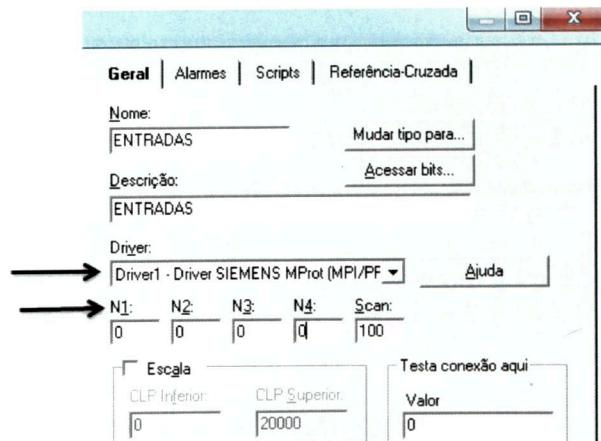 Geral | Alarmes | Scripts | Referência-Cruzada |
Nome:
ENTRADAS
Mudar tipo para...
Acessar bits...
Descrição:
ENTRADAS
Driver:
Driver1 - Driver SIEMENS MProt (MPI/PF
Ajuda
N1: N2: N3: N4: Scan:
0 0 0 0 100
Escala
Testa conexão aqui
CLP Inferior: CLP Superior:
Valor
0 20000
0